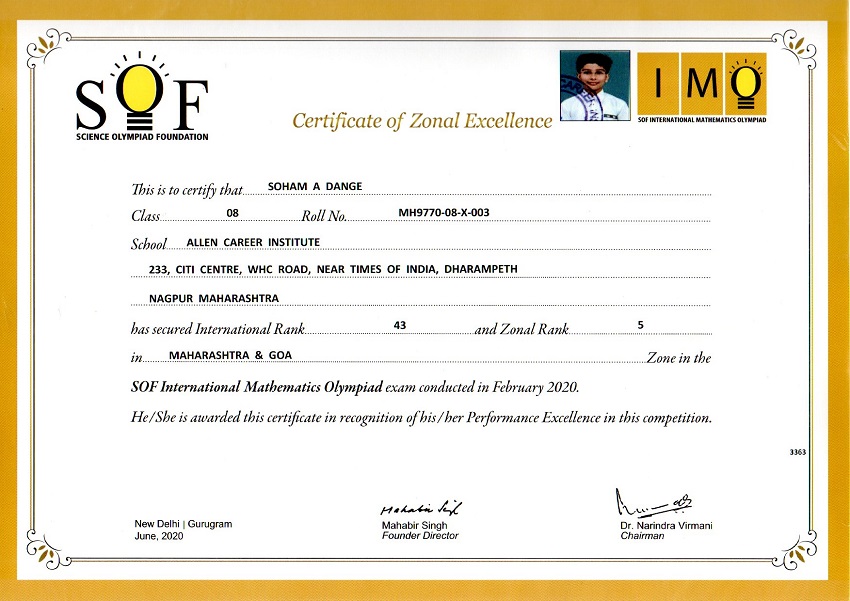 SOF
SCIENCE OLYMPIAD FOUNDATION
Certificate of Zonal Excellence
IMO
SOF INTERNATIONAL MATHEMATICS OLYMPIAD
This is to certify that SOHAM A DANGE
Class 08 Roll No. MH9770-08-X-003
School ALLEN CAREER INSTITUTE
233, CITI CENTRE, WHC ROAD, NEAR TIMES OF INDIA, DHARAMPETH
NAGPUR MAHARASHTRA
has secured International Rank 43 and Zonal Rank 5
in MAHARASHTRA & GOA Zone in the
SOF International Mathematics Olympiad exam conducted in February 2020.
He/She is awarded this certificate in recognition of his/her Performance Excellence in this competition.
3363
New Delhi | Gurugram
June, 2020
Mahabir Singh
Mahabir Singh
Founder Director
Dr. Narindra Virmani
Chairman